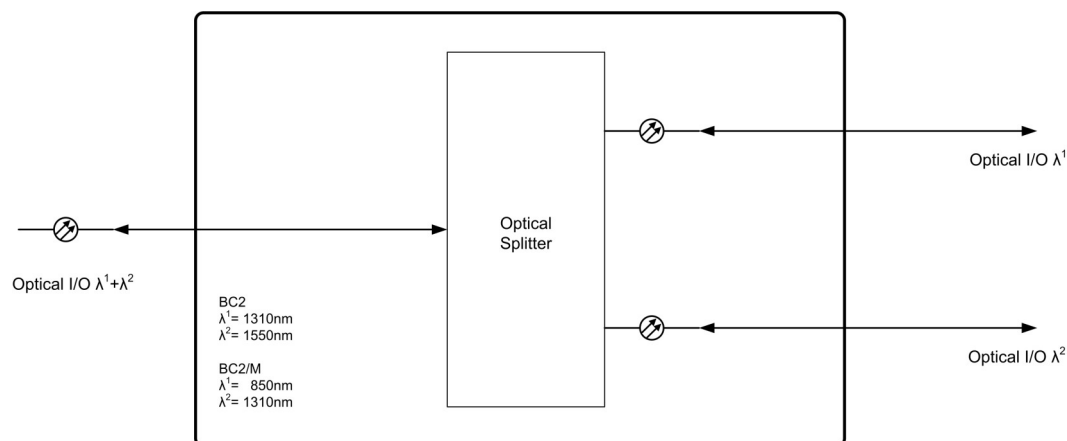 Optical
Splitter
Optical I/O λ¹
Optical I/O λ¹+λ²
BC2
λ¹= 1310nm
λ²= 1550nm
BC2/M
λ¹=   850nm
λ²= 1310nm
Optical I/O λ²